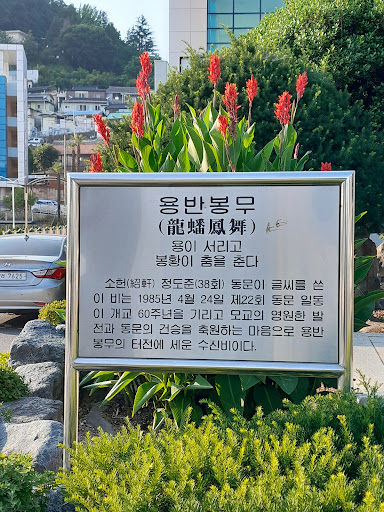 용반봉무
(龍蟠鳳舞)
용이 서리고
봉황이 춤을 춘다
소헌(紹軒) 정도준(38회) 동문이 글씨를 쓴
이 비는 1985년 4월 24일 제22회 동문 일동
이 개교 60주년을 기리고 모교의 영원한 발
전과 동문의 건승을 축원하는 마음으로 용반
봉무의 터전에 세운 수신비이다.
7625